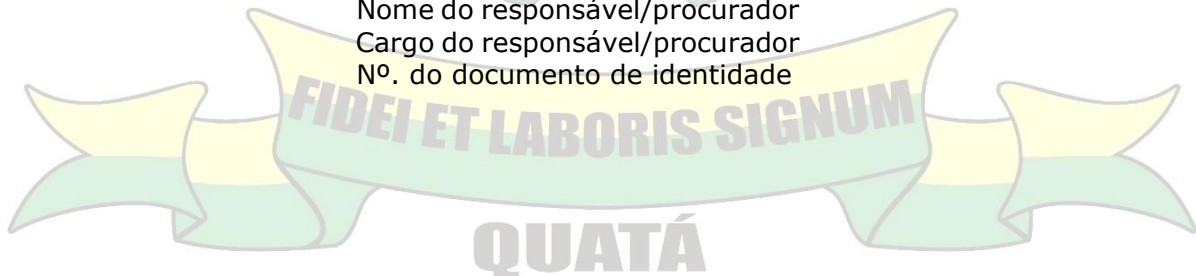 Nome do responsável/procurador
Cargo do responsável/procurador
Nº. do documento de identidade
FIDEI ET LABORIS SIGNUM
QUATÁ